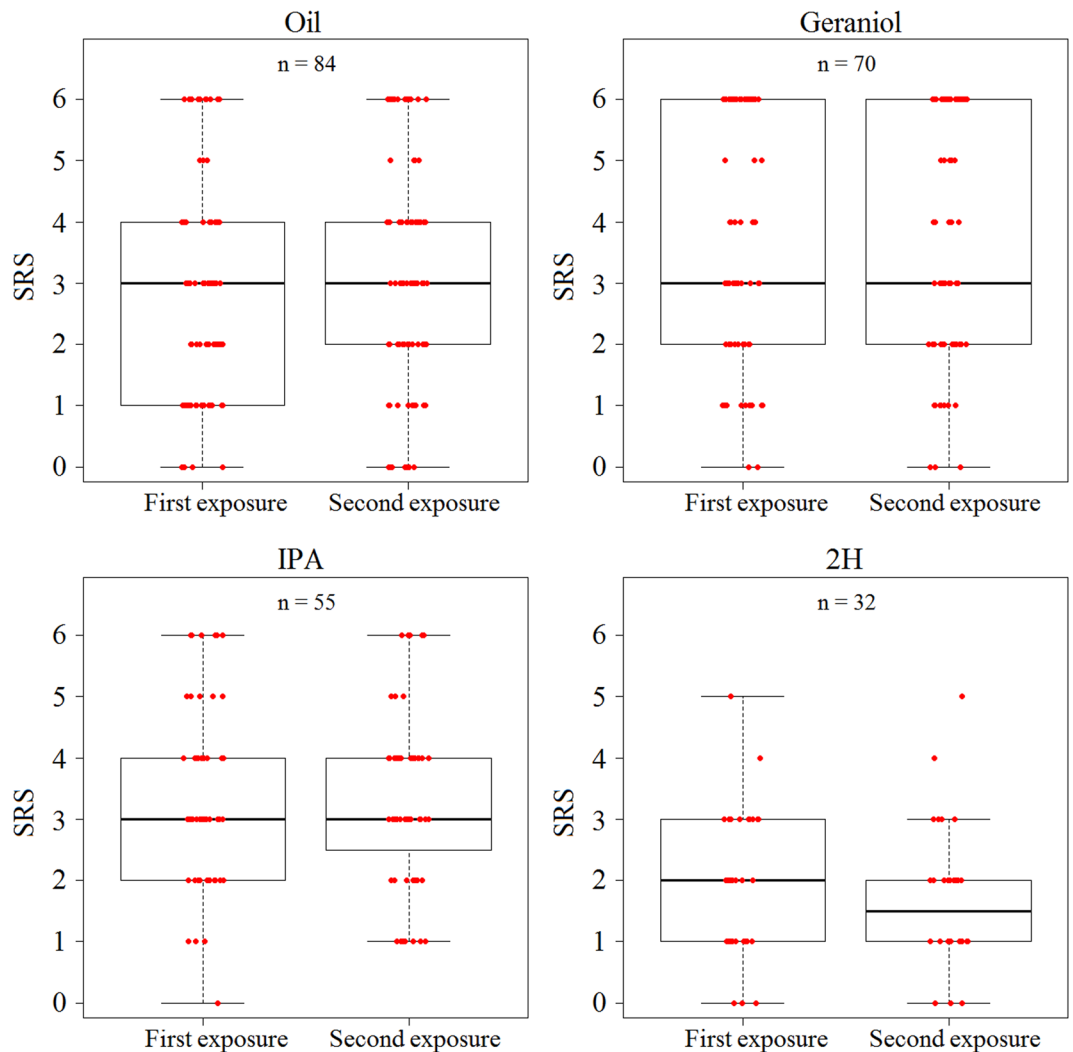 Oil
n = 84
SRS
6
5
4
3
2
1
0
First exposure
Second exposure
Geraniol
n = 70
SRS
6
5
4
3
2
1
0
First exposure
Second exposure
IPA
n = 55
SRS
6
5
4
3
2
1
0
First exposure
Second exposure
2H
n = 32
SRS
6
5
4
3
2
1
0
First exposure
Second exposure